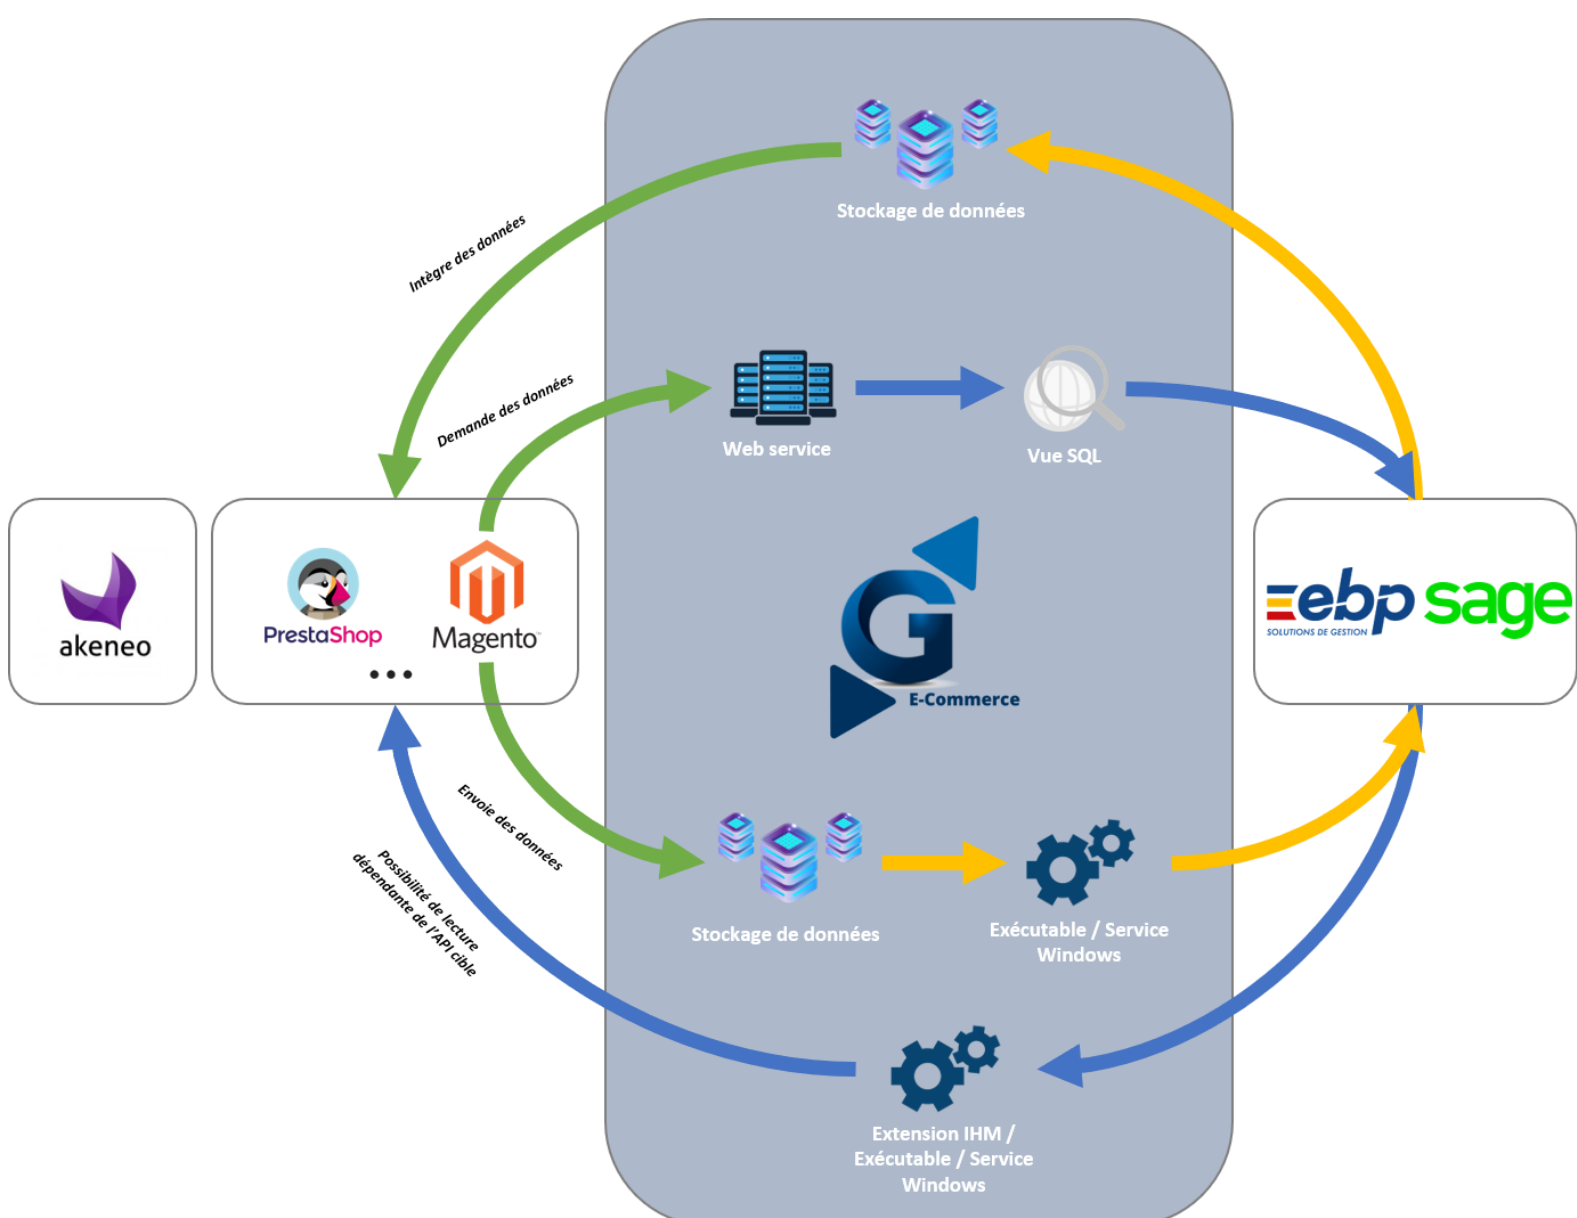 Stockage de données
Intègre des données
Demande des données
Web service
Vue SQL
akeneo
PrestaShop
Magento™
...
G
E-Commerce
ebp
SOLUTIONS DE GESTION
sage
Envoie des données
Possibilité de lecture
dépendante de l'API cible
Stockage de données
Exécutable / Service
Windows
Extension IHM /
Exécutable / Service
Windows